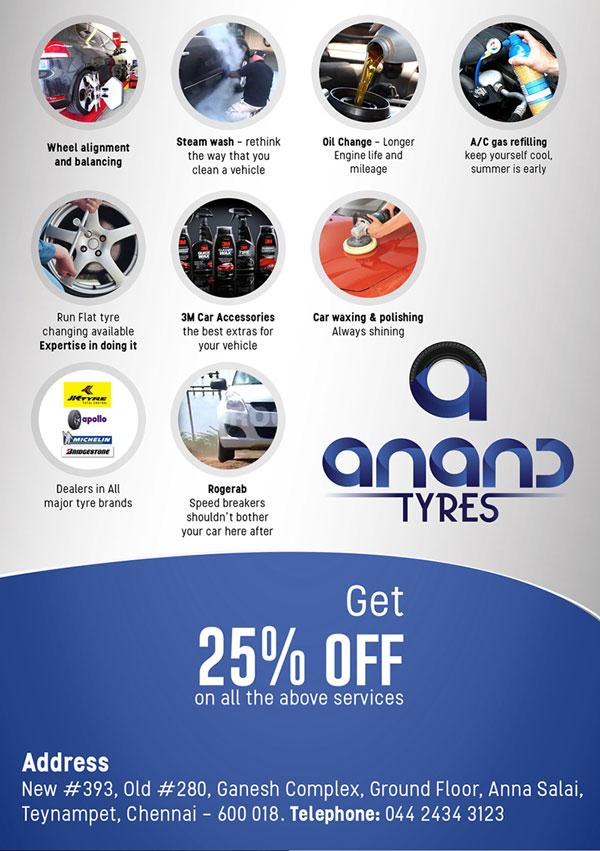 Wheel alignment
and balancing
Steam wash – rethink
the way that you
clean a vehicle
Oil Change – Longer
Engine life and
mileage
A/C gas refilling
keep yourself cool,
summer is early
Run Flat tyre
changing available
Expertise in doing it
3M Car Accessories
the best extras for
your vehicle
Car waxing & polishing
Always shining
JK TYRE
TOTAL CONTROL
apollo
MICHELIN
BRIDGESTONE
Dealers in All
major tyre brands
Rogerab
Speed breakers
shouldn't bother
your car here after
anand
TYRES
Get
25% OFF
on all the above services
Address
New #393, Old #280, Ganesh Complex, Ground Floor, Anna Salai,
Teynampet, Chennai – 600 018. Telephone: 044 2434 3123